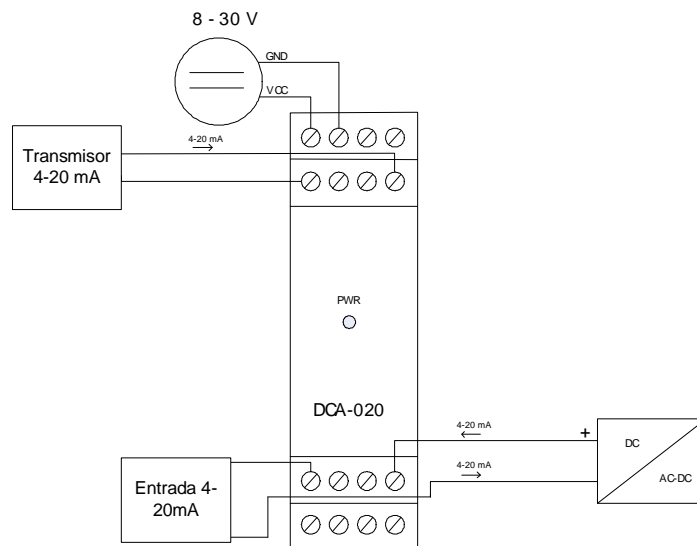 8 - 30 V
GND
VCC
4-20 mA
Transmisor
4-20 mA
PWR
DCA-020
4-20 mA
+
DC
AC-DC
4-20 mA
Entrada 4-
20mA